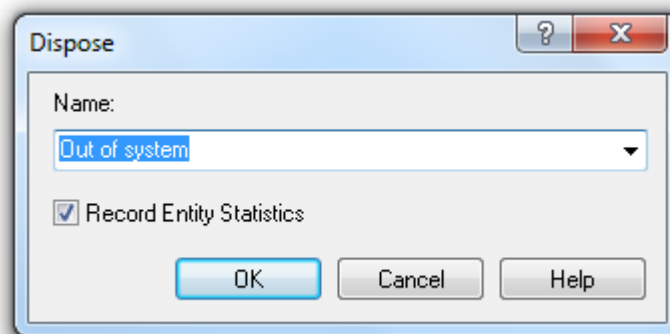 Dispose
Name:
Out of system
Record Entity Statistics
OK Cancel Help